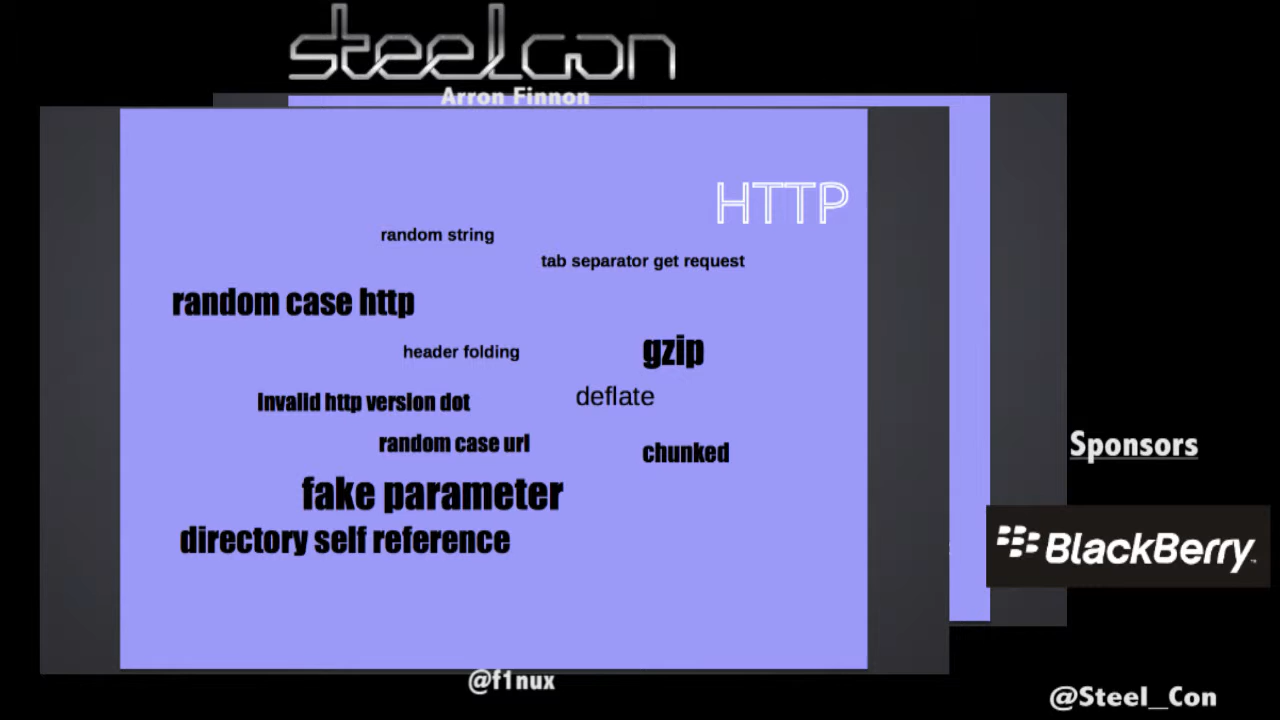 steelcon
Arron Finnon
HTTP
random string
tab separator get request
random case http
header folding
gzip
invalid http version dot
deflate
random case url
chunked
fake parameter
directory self reference
Sponsors
BlackBerry
@f1nux
@Steel_Con